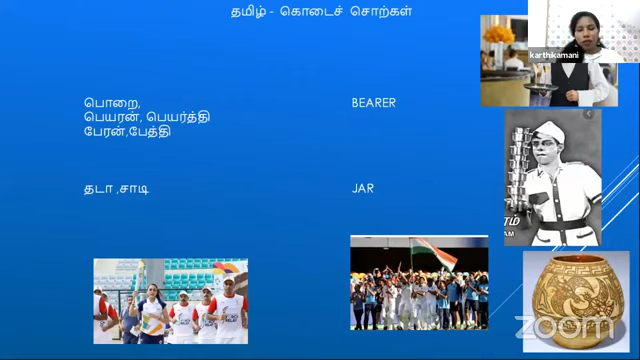 தமிழ் - கொடைச் சொற்கள்
karthikamani
பொறை,
பெயரன், பெயர்த்தி
பேரன்,பேத்தி
BEARER
தடா ,சாடி
JAR
zoom